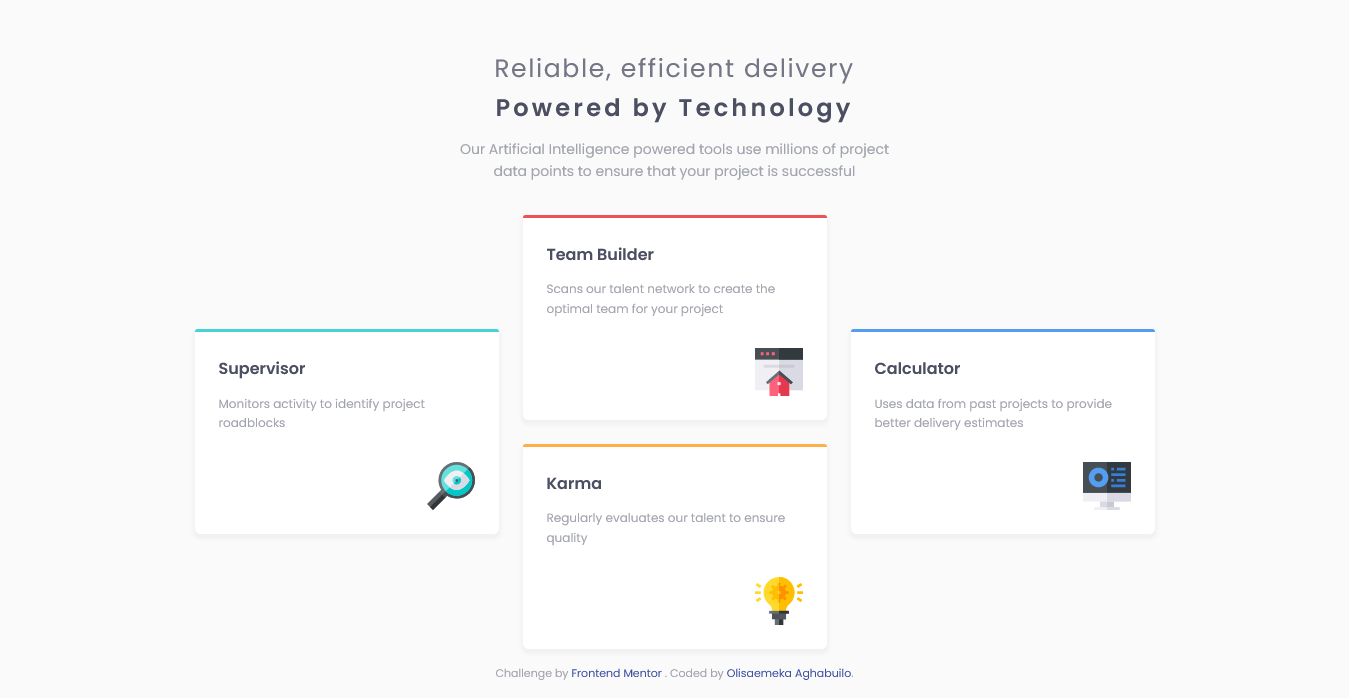 Reliable, efficient delivery
Powered by Technology
Our Artificial Intelligence powered tools use millions of project
data points to ensure that your project is successful
Supervisor
Monitors activity to identify project
roadblocks
Team Builder
Scans our talent network to create the
optimal team for your project
Karma
Regularly evaluates our talent to ensure
quality
Calculator
Uses data from past projects to provide
better delivery estimates
Challenge by Frontend Mentor . Coded by Olisaemeka Aghabuilo.